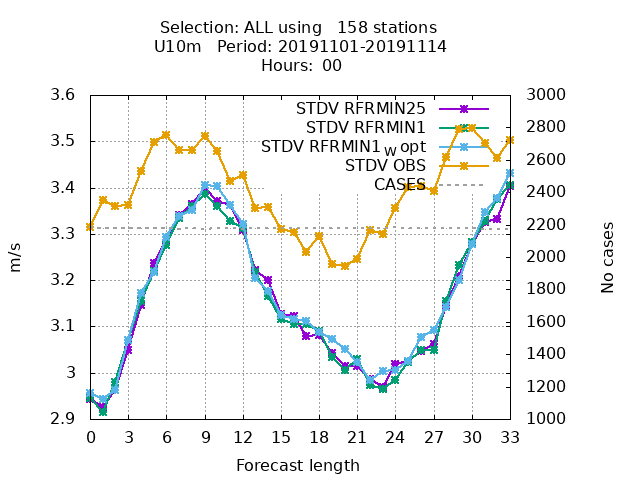 Selection: ALL using   158 stations
U10m   Period: 20191101-20191114
Hours: 00
STDV RFRMIN25
STDV RFRMIN1
STDV RFRMIN1wopt
STDV OBS
CASES
3.6
3.5
3.4
3.3
3.2
3.1
3
2.9
m/s
3000
2800
2600
2400
2200
2000
1800
1600
1400
1200
1000
No cases
0 3 6 9 12 15 18 21 24 27 30 33
Forecast length